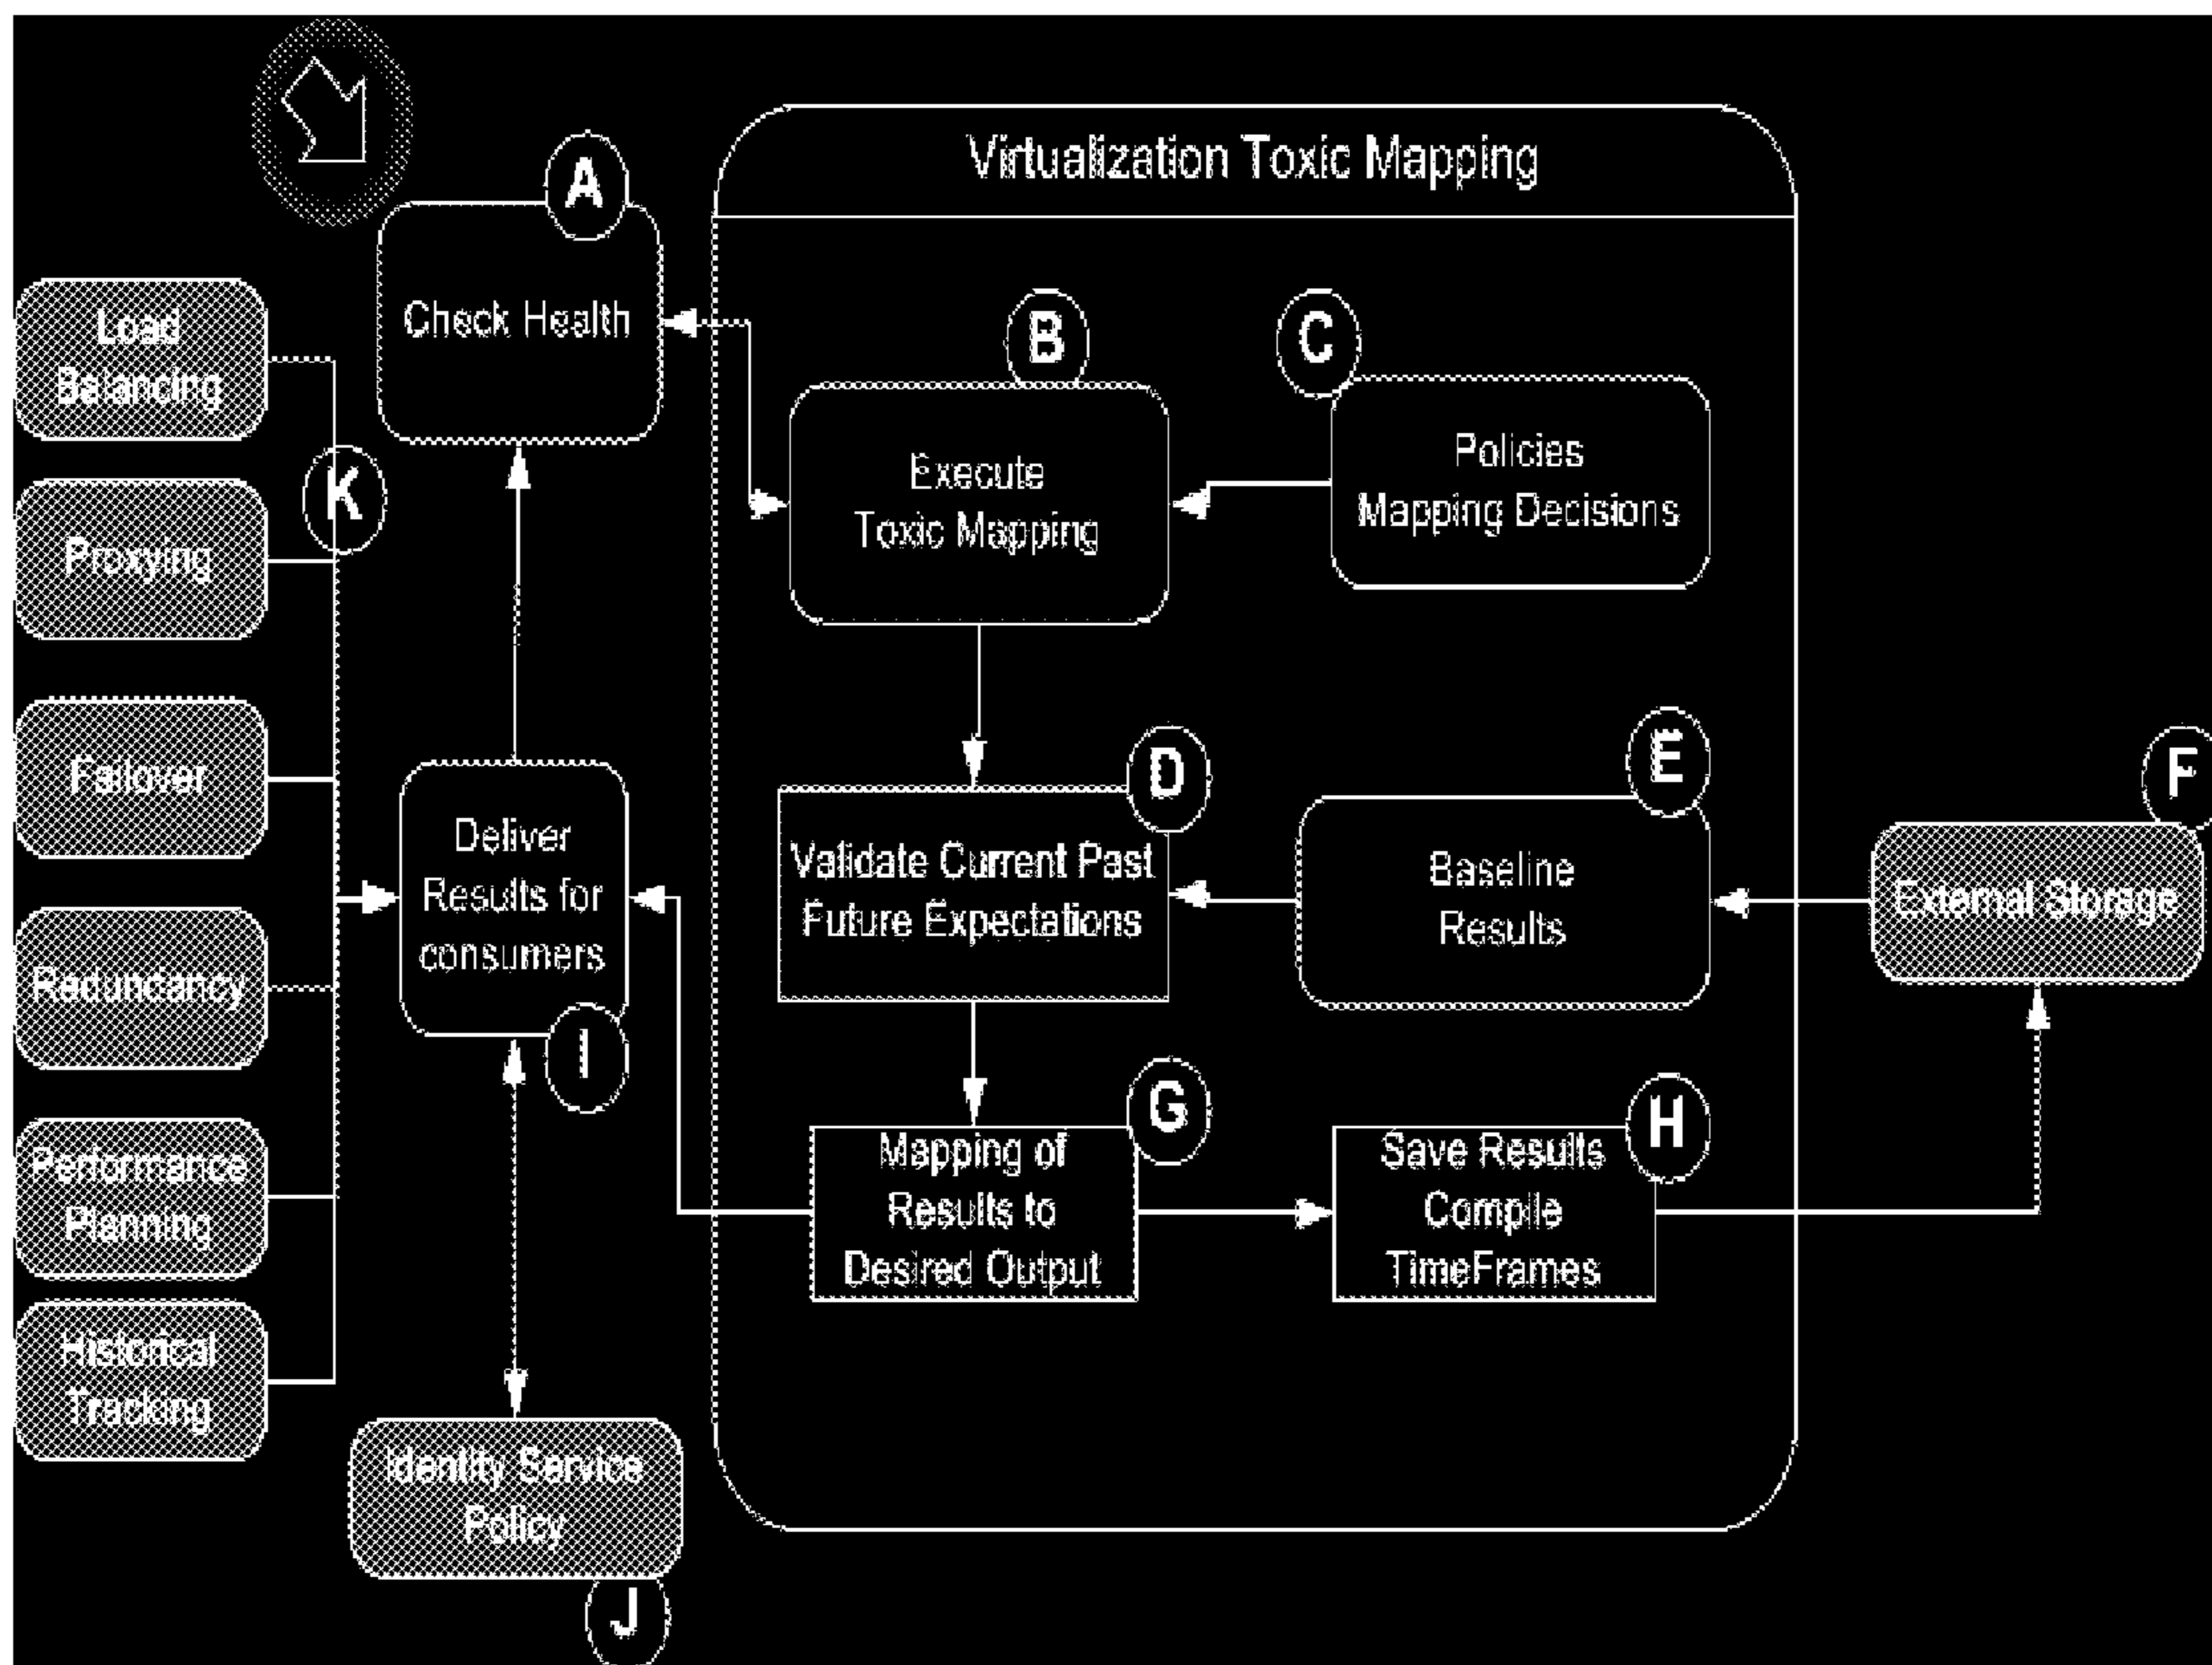 Virtualization Toxic Mapping
A
Check Health
B
Execute
Toxic Mapping
C
Policies
Mapping Decisions
Load
Balancing
K
Proxying
Failover
Redundancy
Performance
Planning
Historical
Tracking
Deliver
Results for
consumers
I
D
Validate Current Past
Future Expectations
E
Baseline
Results
F
External Storage
G
Mapping of
Results to
Desired Output
H
Save Results
Compile
TimeFrames
Identity Service
Policy
J